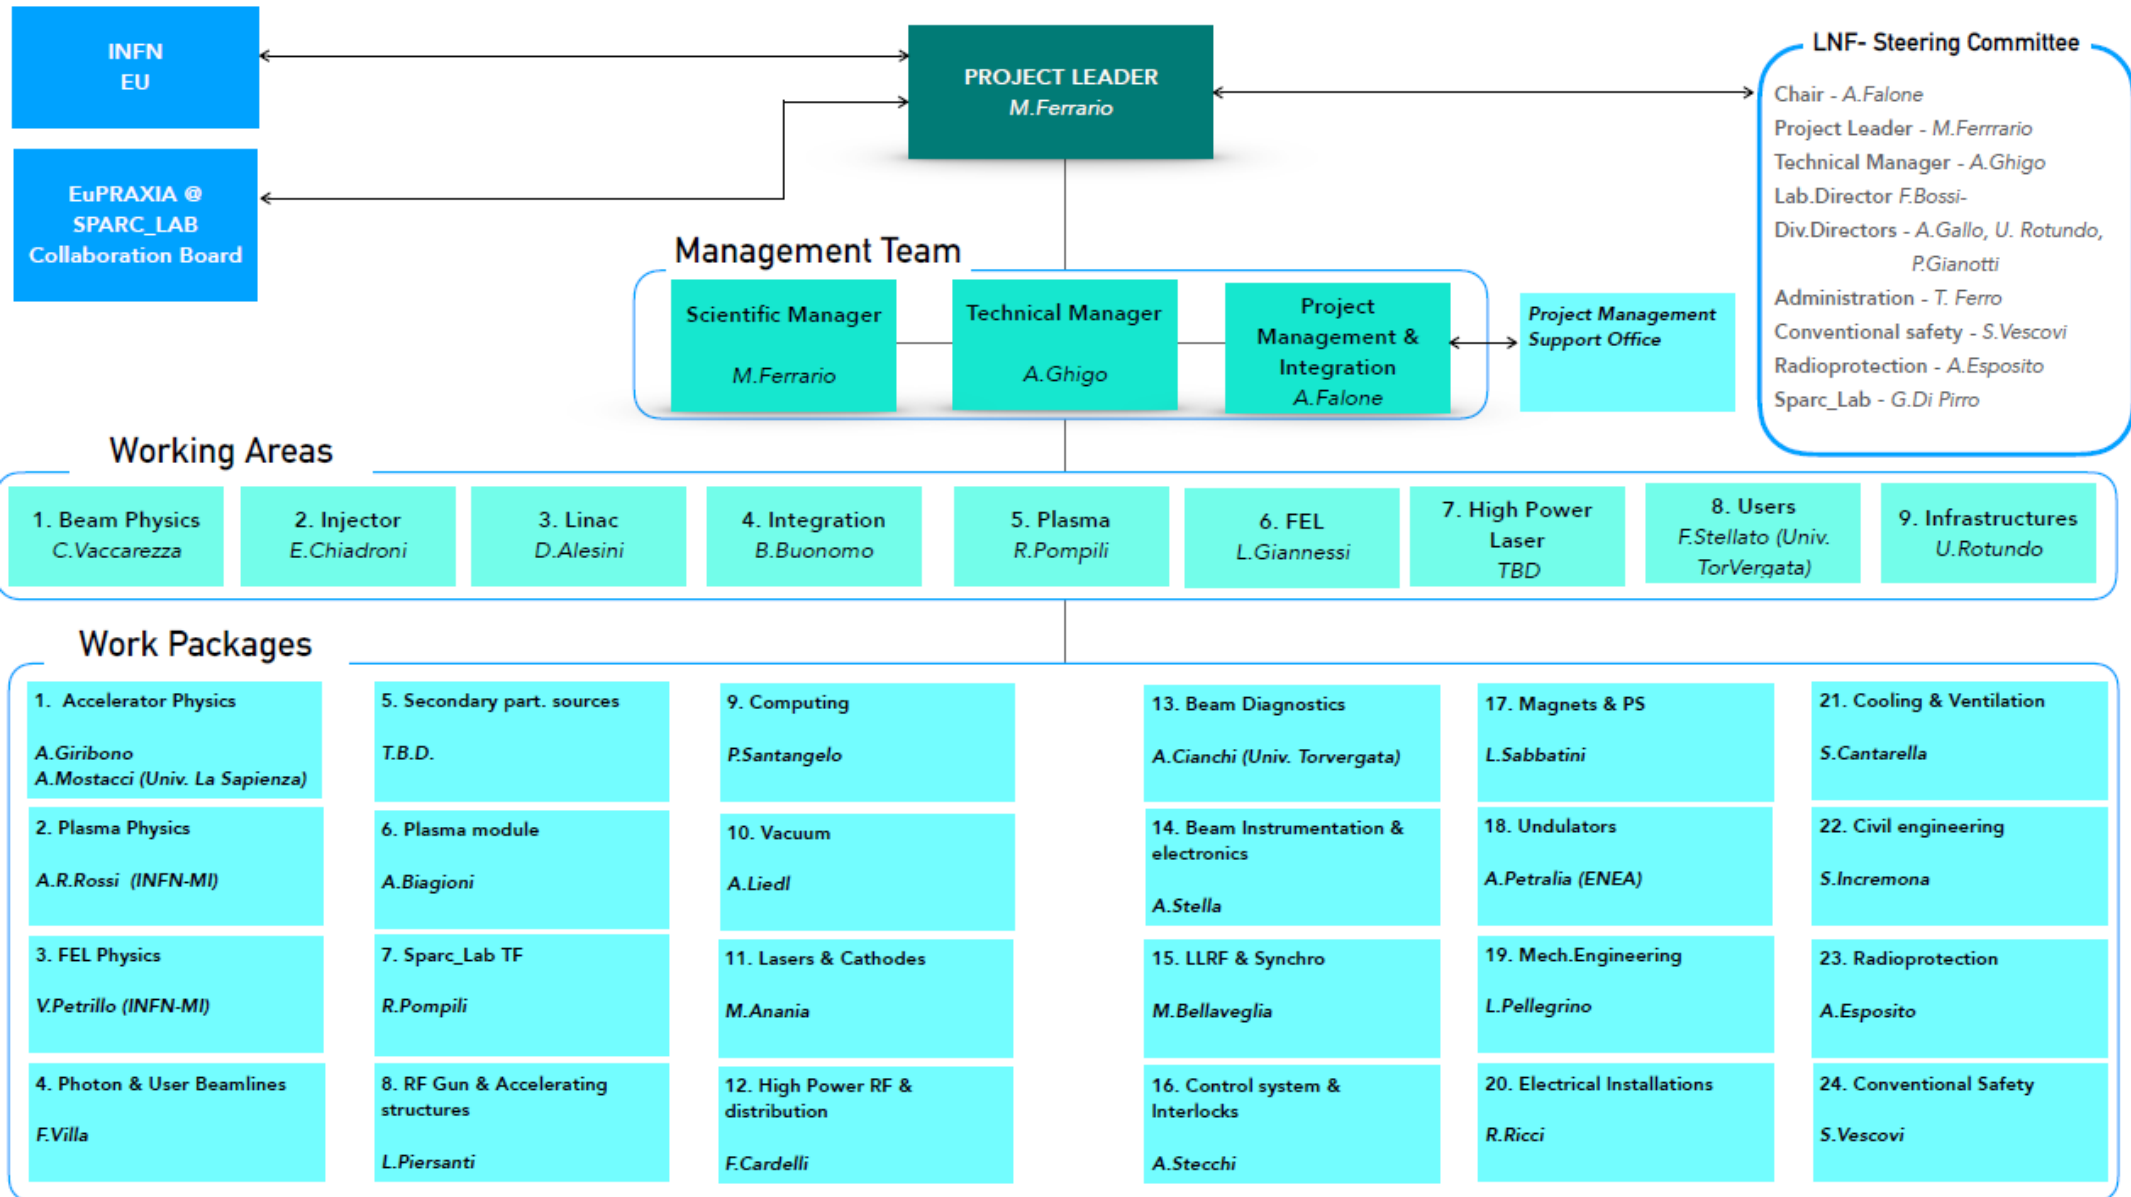 INFN
EU
EuPRAXIA @
SPARC_LAB
Collaboration Board
PROJECT LEADER
M.Ferrario
LNF- Steering Committee
Chair - A.Falone
Project Leader - M.Ferrrario
Technical Manager - A.Ghigo
Lab.Director F.Bossi-
Div.Directors - A.Gallo, U. Rotundo,
P.Gianotti
Administration - T. Ferro
Conventional safety - S.Vescovi
Radioprotection - A.Esposito
Sparc_Lab - G.Di Pirro
Management Team
Scientific Manager
M.Ferrario
Technical Manager
A.Ghigo
Project
Management &
Integration
A.Falone
Project Management
Support Office
Working Areas
1. Beam Physics
C.Vaccarezza
2. Injector
E.Chiadroni
3. Linac
D.Alesini
4. Integration
B.Buonomo
5. Plasma
R.Pompili
6. FEL
L.Giannessi
7. High Power
Laser
TBD
8. Users
F.Stellato (Univ.
TorVergata)
9. Infrastructures
U.Rotundo
Work Packages
1. Accelerator Physics
A.Giribono
A.Mostacci (Univ. La Sapienza)
2. Plasma Physics
A.R.Rossi (INFN-MI)
3. FEL Physics
V.Petrillo (INFN-MI)
4. Photon & User Beamlines
F.Villa
5. Secondary part. sources
T.B.D.
6. Plasma module
A.Biagioni
7. Sparc_Lab TF
R.Pompili
8. RF Gun & Accelerating
structures
L.Piersanti
9. Computing
P.Santangelo
10. Vacuum
A.Liedl
11. Lasers & Cathodes
M.Anania
12. High Power RF &
distribution
F.Cardelli
13. Beam Diagnostics
A.Cianchi (Univ. Torvergata)
14. Beam Instrumentation &
electronics
A.Stella
15. LLRF & Synchro
M.Bellaveglia
16. Control system &
Interlocks
A.Stecchi
17. Magnets & PS
L.Sabbatini
18. Undulators
A.Petralia (ENEA)
19. Mech.Engineering
L.Pellegrino
20. Electrical Installations
R.Ricci
21. Cooling & Ventilation
S.Cantarella
22. Civil engineering
S.Incremona
23. Radioprotection
A.Esposito
24. Conventional Safety
S.Vescovi